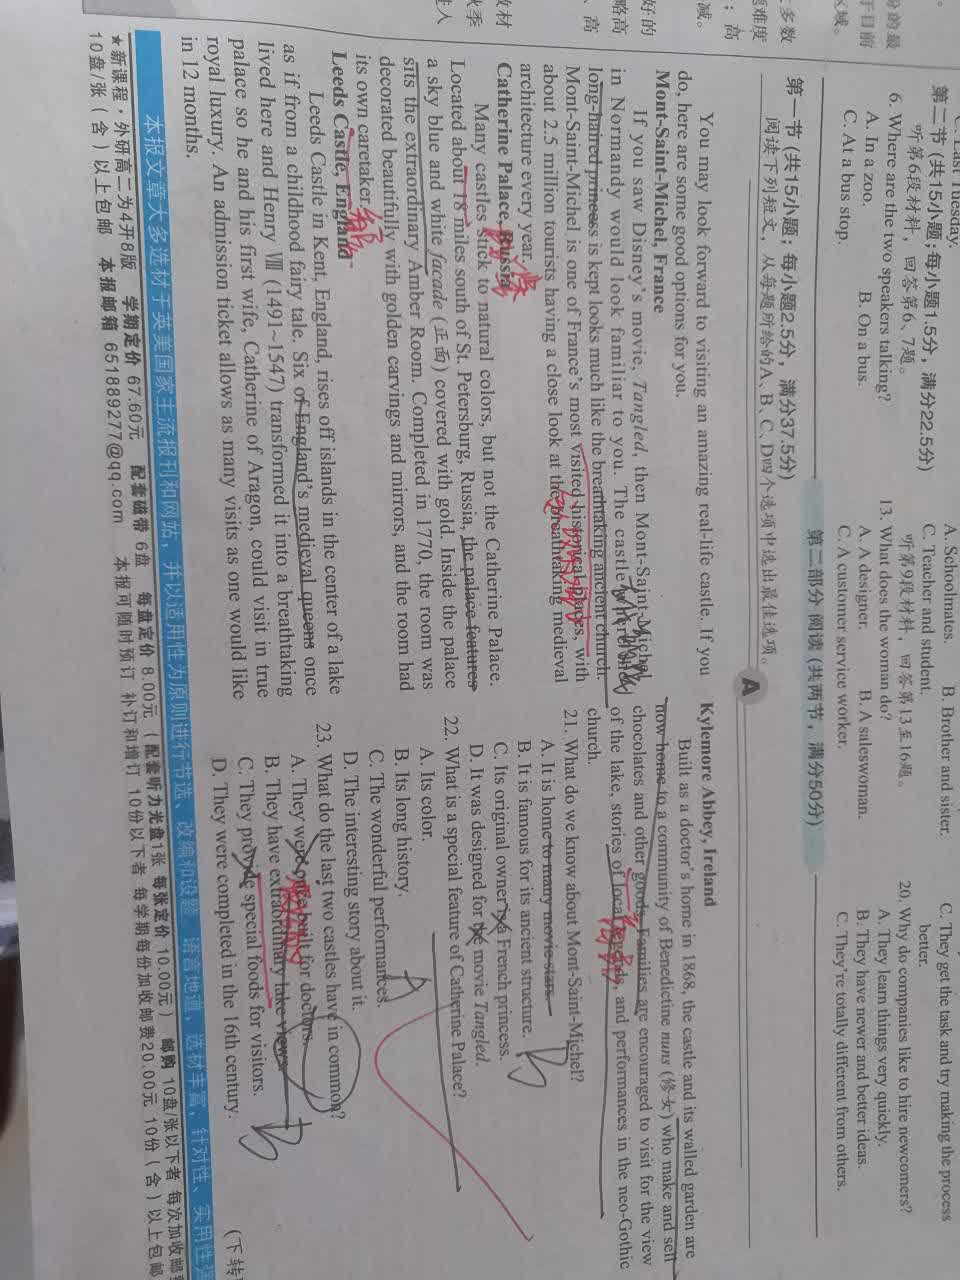 C. Last Tuesday.
第二节 (共15小题;每小题1.5分，满分22.5分)
听第6段材料，回答第6、7题。
6. Where are the two speakers talking?
A. In a zoo. B. On a bus.
C. At a bus stop.
A. Schoolmates. B. Brother and sister.
C. Teacher and student.
听第9段材料，回答第13至16题。
13. What does the woman do?
A. A designer. B. A saleswoman.
C. A customer service worker.
C. They get the task and try making the process
better.
20. Why do companies like to hire newcomers?
A. They learn things very quickly.
B. They have newer and better ideas.
C. They're totally different from others.
第二部分 阅读 (共两节，满分50分)
第一节 (共15小题；每小题2.5分，满分37.5分)
阅读下列短文，从每题所给的A、B、C、D四个选项中选出最佳选项。
A
You may look forward to visiting an amazing real-life castle. If you
do, here are some good options for you.
Mont-Saint-Michel, France
If you saw Disney's movie, Tangled, then Mont-Saint-Michel
in Normandy would look familiar to you. The castle where the
long-haired princess is kept looks much like the breathtaking ancient church.
Mont-Saint-Michel is one of France's most visited historical places, with
about 2.5 million tourists having a close look at the breathtaking medieval
architecture every year.
Catherine Palace, Russia
Many castles stick to natural colors, but not the Catherine Palace.
Located about 18 miles south of St. Petersburg, Russia, the palace features
a sky blue and white facade (正面) covered with gold. Inside the palace
sits the extraordinary Amber Room. Completed in 1770, the room was
decorated beautifully with golden carvings and mirrors, and the room had
its own caretaker.
Leeds Castle, England
Leeds Castle in Kent, England, rises off islands in the center of a lake
as if from a childhood fairy tale. Six of England's medieval queens once
lived here and Henry Ⅷ (1491~1547) transformed it into a breathtaking
palace so he and his first wife, Catherine of Aragon, could visit in true
royal luxury. An admission ticket allows as many visits as one would like
in 12 months.
Kylemore Abbey, Ireland
Built as a doctor's home in 1868, the castle and its walled garden are
now home to a community of Benedictine nuns (修女) who make and sell
chocolates and other goods. Families are encouraged to visit for the view
of the lake, stories of local legends, and performances in the neo-Gothic
church.
21. What do we know about Mont-Saint-Michel?
A. It is home to many movie stars.
B. It is famous for its ancient structure.
C. Its original owner is a French princess.
D. It was designed for the movie Tangled.
B
22. What is a special feature of Catherine Palace?
A. Its color.
B. Its long history.
C. The wonderful performances.
D. The interesting story about it.
A
23. What do the last two castles have in common?
A. They were once built for doctors.
B. They have extraordinary lake views.
C. They provide special foods for visitors.
D. They were completed in the 16th century.
B
(下转
本报文章大多选材于英美国家主流报刊和网站，并以适用性为原则进行节选、改编和设题 语言地道，选材丰富，针对性、实用性强
★新课程·外研高二为4开8版 学期定价 67.60元 配套磁带 6盘 每盘定价 8.00元 (配套听力光盘1张 每张定价 10.00元) 邮购 10盘/张以下者 每次加收邮费
10盘/张 (含) 以上包邮 本报邮箱 651889277@qq.com 本报可随时预订 补订和增订 10份以下者 每学期每份加收邮费20.00元 10份 (含) 以上包邮